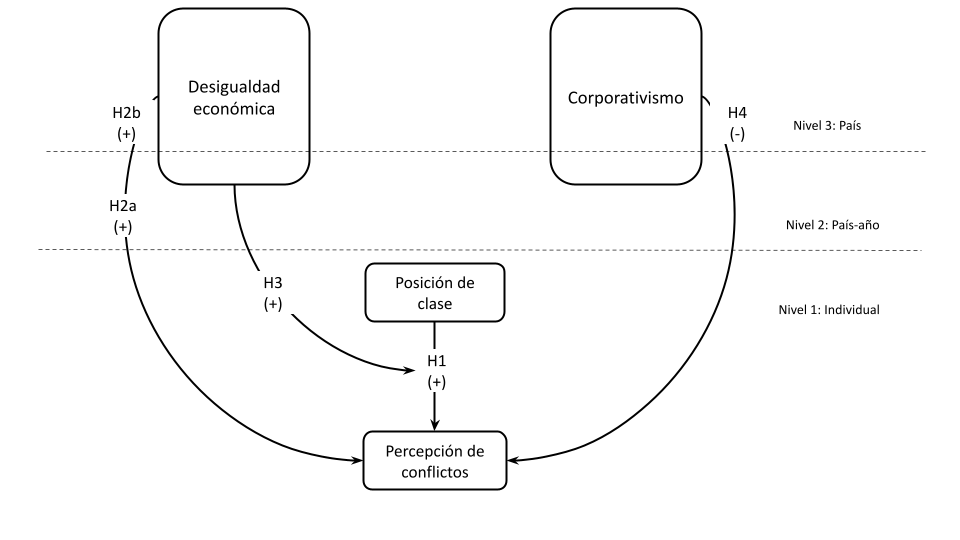 Desigualdad
económica
Corporativismo
H2b
(+)
H4
(-)
Nivel 3: País
H2a
(+)
Nivel 2: País-año
H3
(+)
Posición de
clase
Nivel 1: Individual
H1
(+)
Percepción de
conflictos